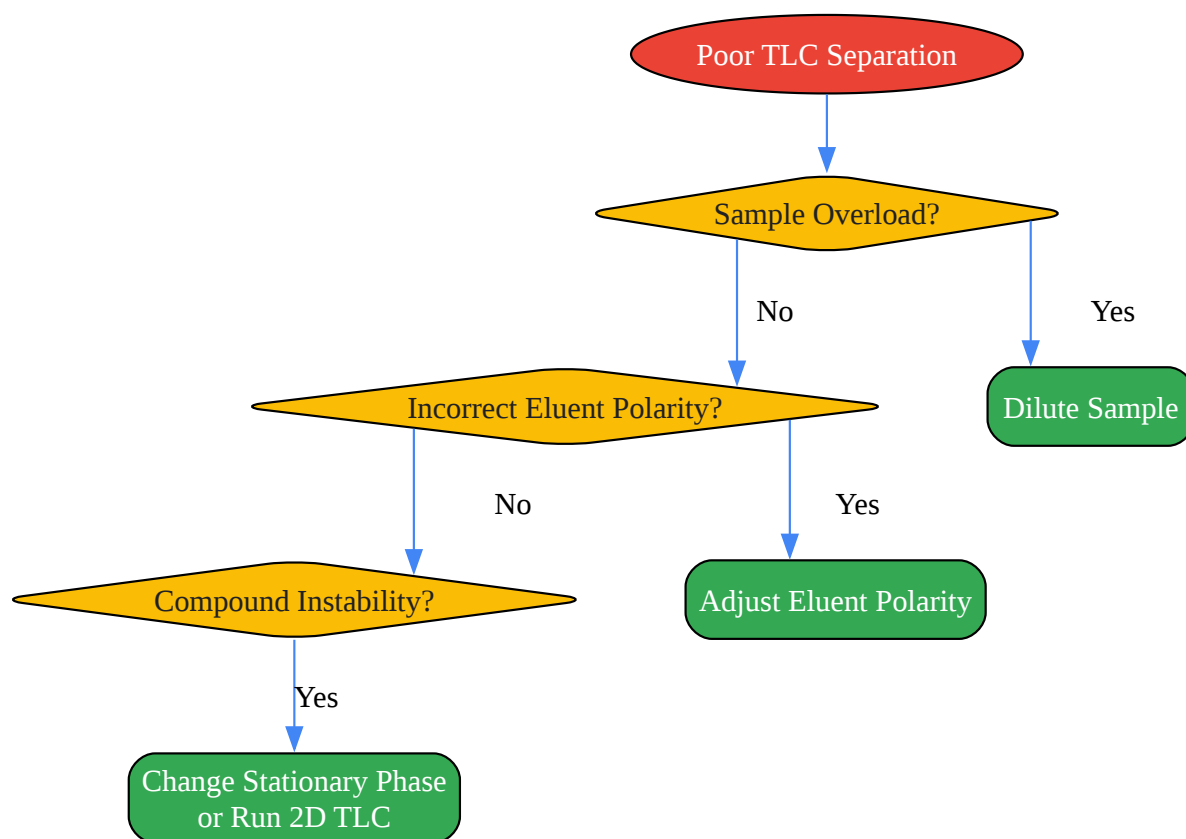 Poor TLC Separation
Sample Overload?
No
Yes
Incorrect Eluent Polarity?
Dilute Sample
No
Yes
Compound Instability?
Adjust Eluent Polarity
Yes
Change Stationary Phase
or Run 2D TLC